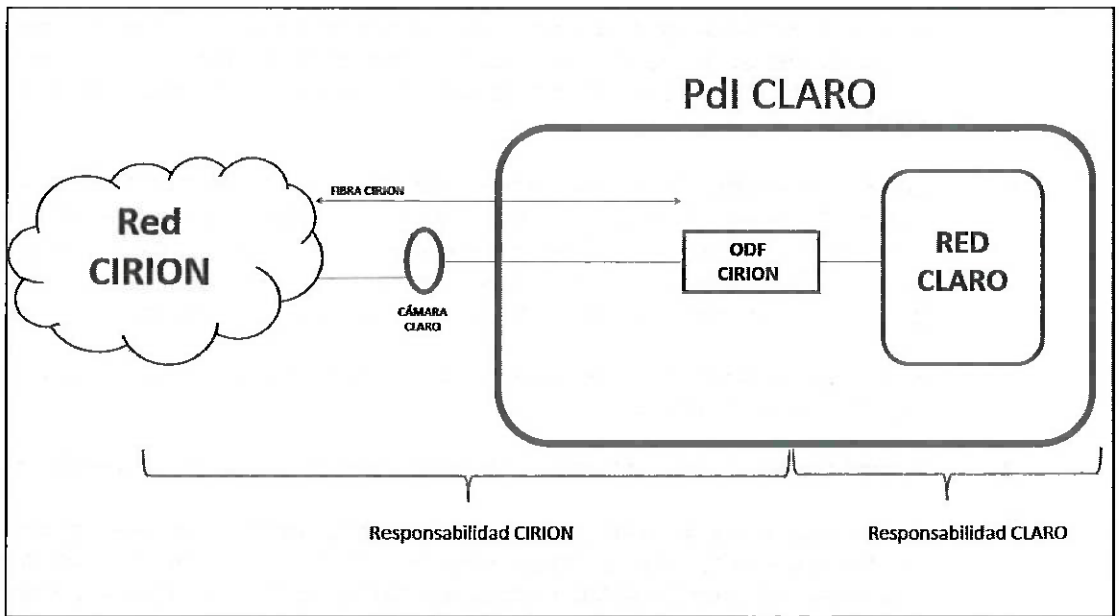 PdI CLARO
FIBRA CIRION
Red
CIRION
CÁMARA
CLARO
ODF
CIRION
RED
CLARO
Responsabilidad CIRION
Responsabilidad CLARO